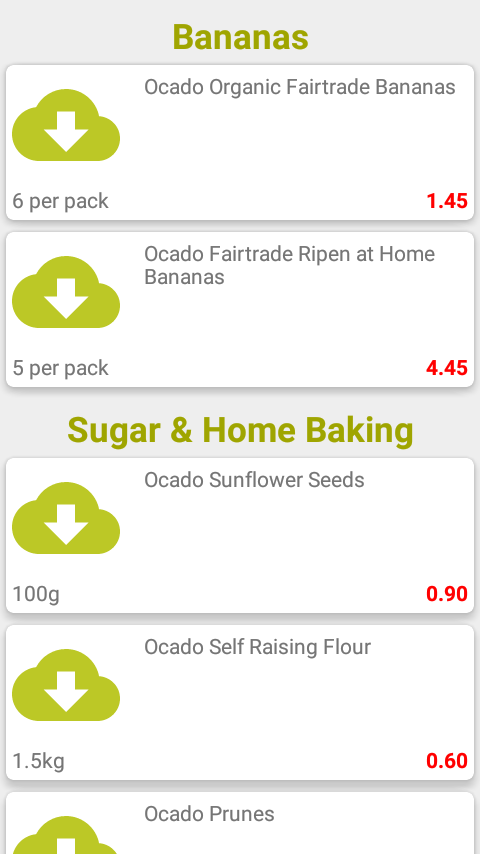 Bananas
Ocado Organic Fairtrade Bananas
6 per pack
1.45
Ocado Fairtrade Ripen at Home
Bananas
5 per pack
4.45
Sugar & Home Baking
Ocado Sunflower Seeds
100g
0.90
Ocado Self Raising Flour
1.5kg
0.60
Ocado Prunes